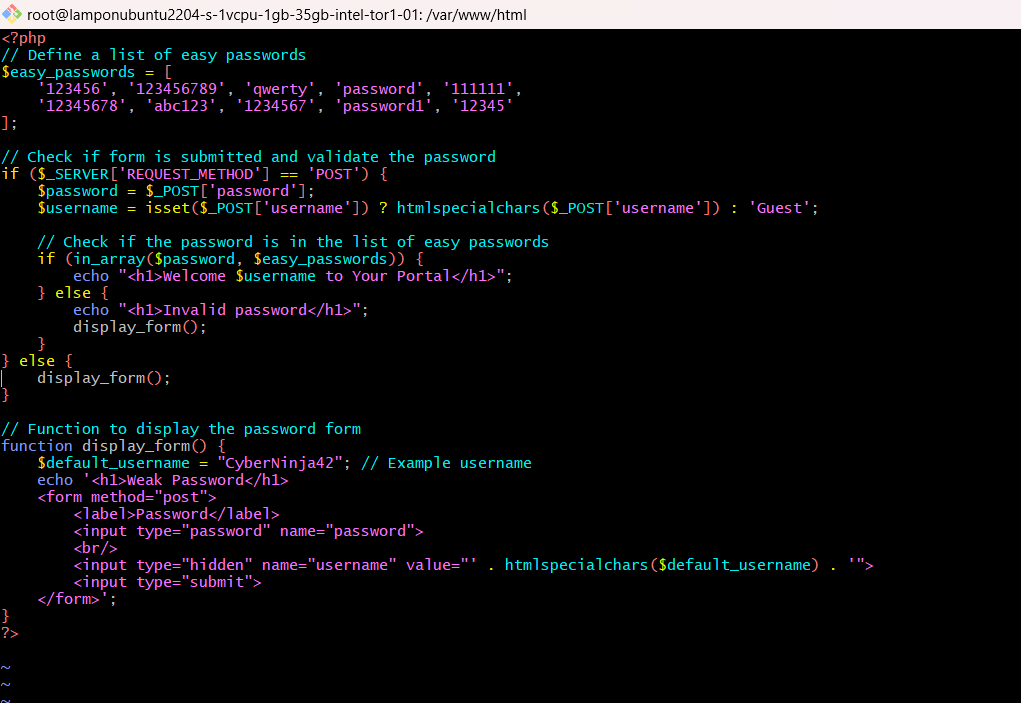 root@lamponubuntu2204-s-1vcpu-1gb-35gb-intel-tor1-01: /var/www/html
<?php
// Define a list of easy passwords
$easy_passwords = [
    '123456', '123456789', 'qwerty', 'password', '111111',
    '12345678', 'abc123', '1234567', 'password1', '12345'
];

// Check if form is submitted and validate the password
if ($_SERVER['REQUEST_METHOD'] == 'POST') {
    $password = $_POST['password'];
    $username = isset($_POST['username']) ? htmlspecialchars($_POST['username']) : 'Guest';

    // Check if the password is in the list of easy passwords
    if (in_array($password, $easy_passwords)) {
        echo "<h1>Welcome $username to Your Portal</h1>";
    } else {
        echo "<h1>Invalid password</h1>";
        display_form();
    }
} else {
    display_form();
}

// Function to display the password form
function display_form() {
    $default_username = "CyberNinja42"; // Example username
    echo '<h1>Weak Password</h1>
    <form method="post">
        <label>Password</label>
        <input type="password" name="password">
        <br/>
        <input type="hidden" name="username" value="' . htmlspecialchars($default_username) . '">
        <input type="submit">
    </form>';
}
?>

~
~
~